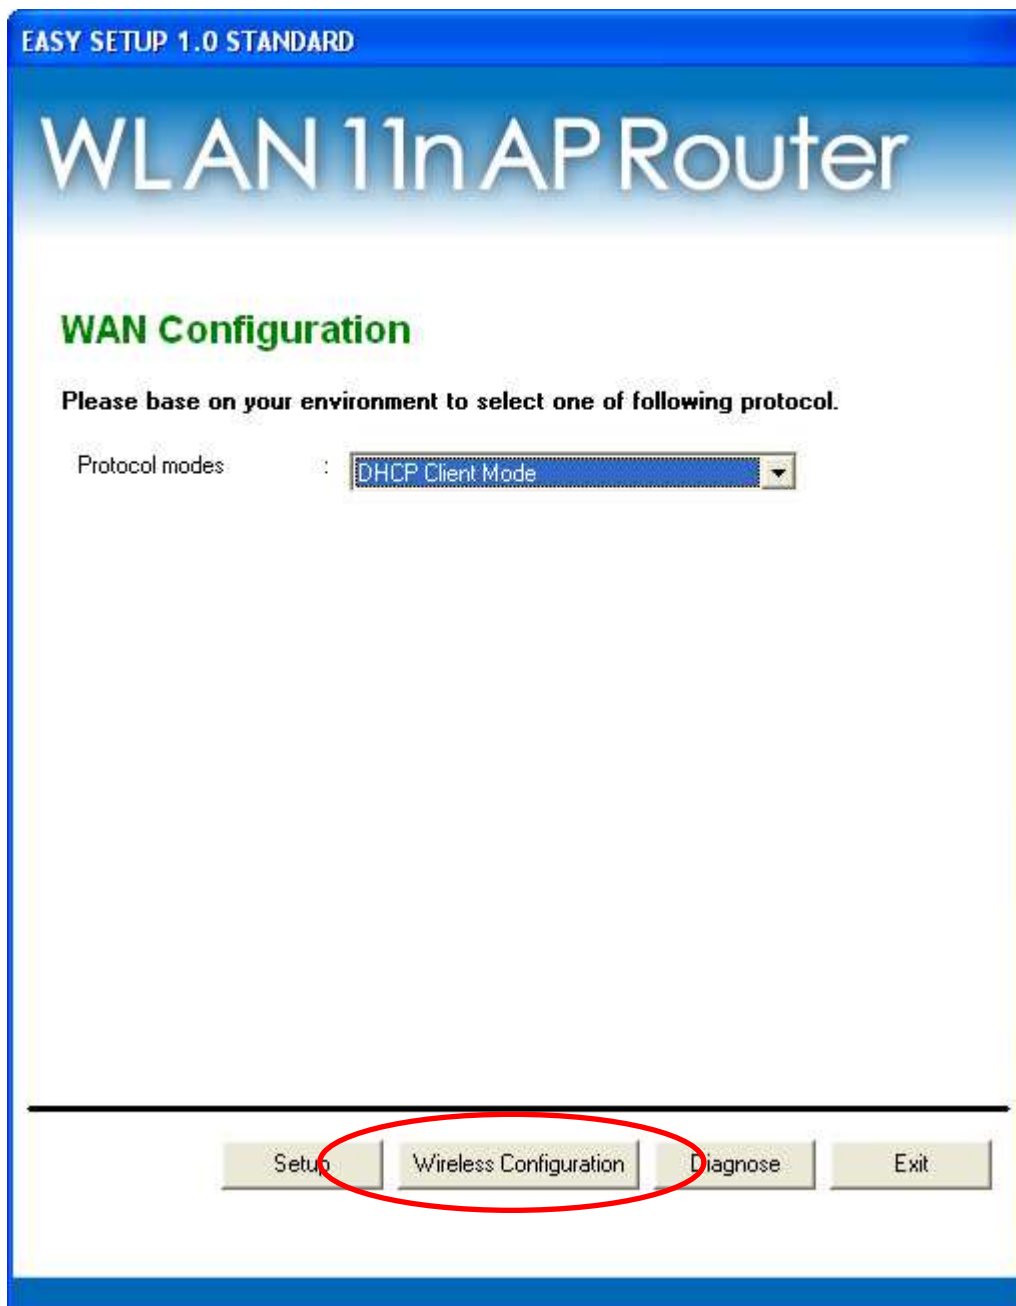 EASY SETUP 1.0 STANDARD
WLAN 11n AP Router
WAN Configuration
Please base on your environment to select one of following protocol.
Protocol modes : DHCP Client Mode
Setup Wireless Configuration Diagnose Exit